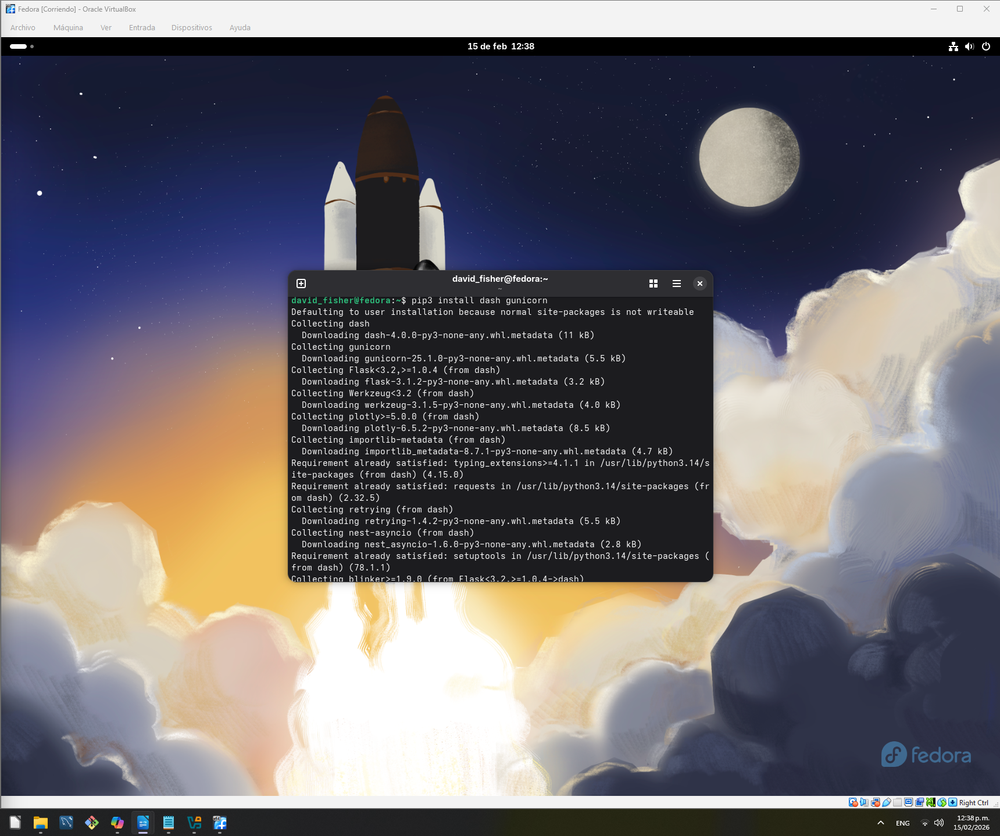 Fedora [Corriendo] - Oracle VirtualBox
Archivo Máquina Ver Entrada Dispositivos Ayuda
15 de feb 12:38
david_fisher@fedora:~
~
david_fisher@fedora:~$ pip3 install dash gunicorn
Defaulting to user installation because normal site-packages is not writeable
Collecting dash
  Downloading dash-4.0.0-py3-none-any.whl.metadata (11 kB)
Collecting gunicorn
  Downloading gunicorn-25.1.0-py3-none-any.whl.metadata (5.5 kB)
Collecting Flask<3.2,>=1.0.4 (from dash)
  Downloading flask-3.1.2-py3-none-any.whl.metadata (3.2 kB)
Collecting Werkzeug<3.2 (from dash)
  Downloading werkzeug-3.1.5-py3-none-any.whl.metadata (4.0 kB)
Collecting plotly>=5.0.0 (from dash)
  Downloading plotly-6.5.2-py3-none-any.whl.metadata (8.5 kB)
Collecting importlib-metadata (from dash)
  Downloading importlib_metadata-8.7.1-py3-none-any.whl.metadata (4.7 kB)
Requirement already satisfied: typing_extensions>=4.1.1 in /usr/lib/python3.14/s
ite-packages (from dash) (4.15.0)
Requirement already satisfied: requests in /usr/lib/python3.14/site-packages (fr
om dash) (2.32.5)
Collecting retrying (from dash)
  Downloading retrying-1.4.2-py3-none-any.whl.metadata (5.5 kB)
Collecting nest-asyncio (from dash)
  Downloading nest_asyncio-1.6.0-py3-none-any.whl.metadata (2.8 kB)
Requirement already satisfied: setuptools in /usr/lib/python3.14/site-packages (
from dash) (78.1.1)
Collecting blinker>=1.9.0 (from Flask<3.2,>=1.0.4->dash)
fedora
Right Ctrl
x64
ENG
12:38 p. m.
15/02/2026